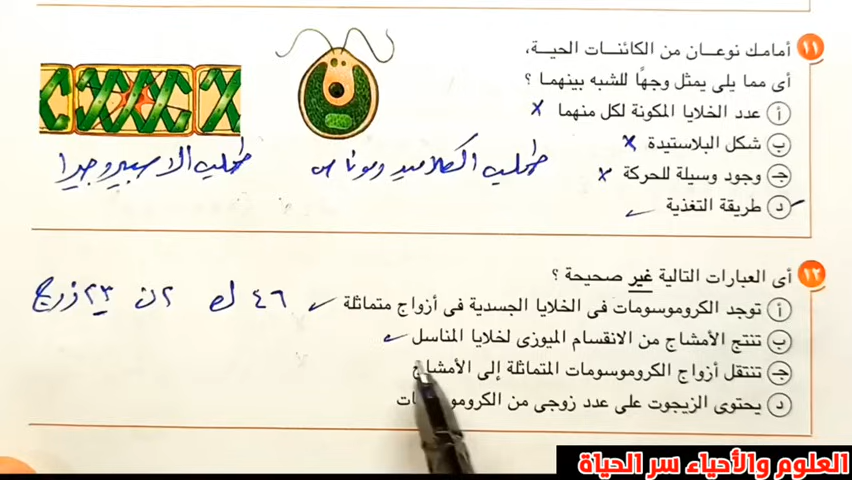 ١١ أمامك نوعان من الكائنات الحية،
أى مما يلى يمثل وجهًا للشبه بينهما ؟
أ عدد الخلايا المكونة لكل منهما x
ب شكل البلاستيدة x
جـ وجود وسيلة للحركة x
د طريقة التغذية ✓
طحلب الكلاميدوموناس
طحلب الاسبيروجيرا
١٢ أى العبارات التالية غير صحيحة ؟
أ توجد الكروموسومات فى الخلايا الجسدية فى أزواج متماثلة ✓ ٤٦ ك ٢ن ٢٣ زوج
ب تنتج الأمشاج من الانقسام الميوزى لخلايا المناسل ✓
جـ تنتقل أزواج الكروموسومات المتماثلة إلى الأمشاج
د يحتوى الزيجوت على عدد زوجى من
العلوم والأحياء سر الحياة